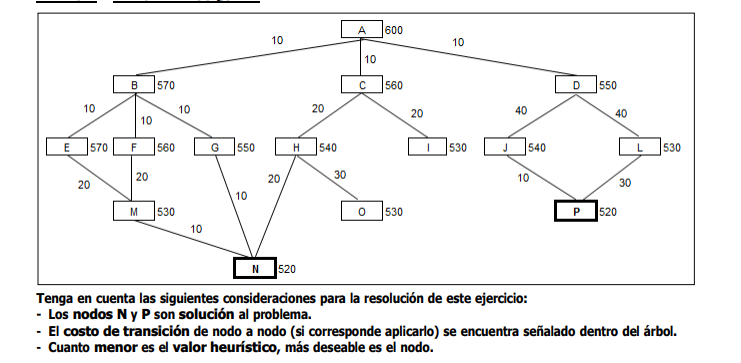 A 600
10 10 10
B 570 C 560 D 550
10 10 10 20 20 40 40
E 570 F 560 G 550 H 540 I 530 J 540 L 530
20 20 10 20 30 10 30
M 530 O 530 P 520
10
N 520
Tenga en cuenta las siguientes consideraciones para la resolución de este ejercicio:
- Los nodos N y P son solución al problema.
- El costo de transición de nodo a nodo (si corresponde aplicarlo) se encuentra señalado dentro del árbol.
- Cuanto menor es el valor heurístico, más deseable es el nodo.